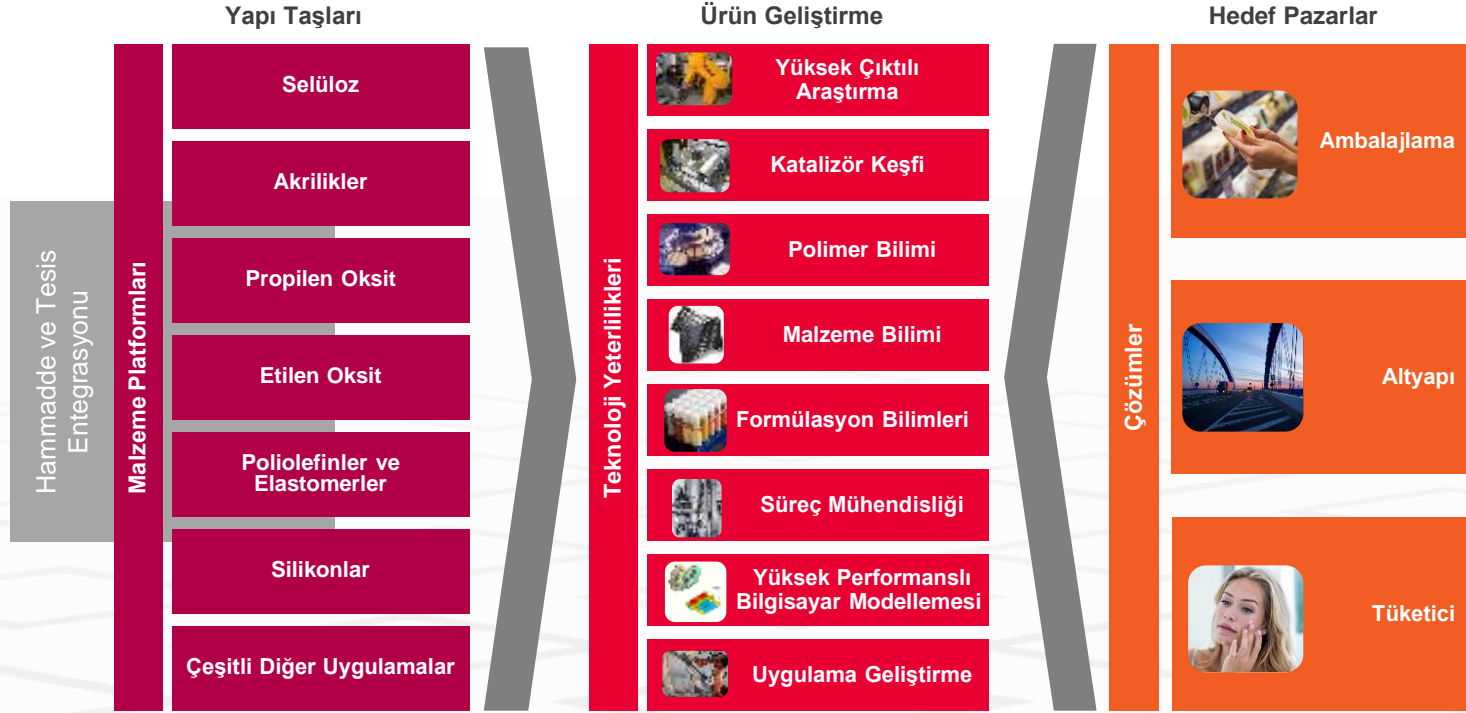 Yapı Taşları
Ürün Geliştirme
Hedef Pazarlar
Hammadde ve Tesis
Entegrasyonu
Malzeme Platformları
Selüloz
Akrilikler
Propilen Oksit
Etilen Oksit
Poliolefinler ve
Elastomerler
Silikonlar
Çeşitli Diğer Uygulamalar
Teknoloji Yeterlilikleri
Yüksek Çıktılı
Araştırma
Katalizör Keşfi
Polimer Bilimi
Malzeme Bilimi
Formülasyon Bilimleri
Süreç Mühendisliği
Yüksek Performanslı
Bilgisayar Modellemesi
Uygulama Geliştirme
Çözümler
Ambalajlama
Altyapı
Tüketici